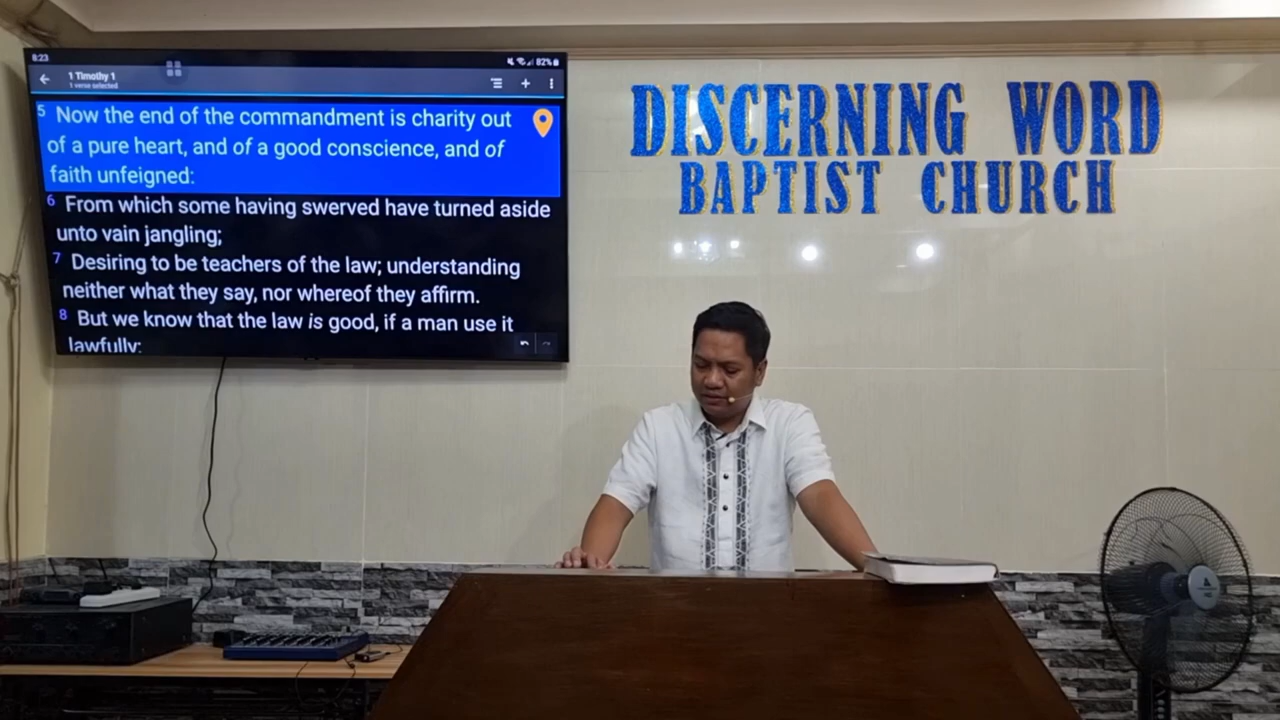 8:23
82%
1 Timothy 1
1 verse selected
5 Now the end of the commandment is charity out
of a pure heart, and of a good conscience, and of
faith unfeigned:
6 From which some having swerved have turned aside
unto vain jangling;
7 Desiring to be teachers of the law; understanding
neither what they say, nor whereof they affirm.
8 But we know that the law is good, if a man use it
lawfully:
DISCERNING WORD
BAPTIST CHURCH